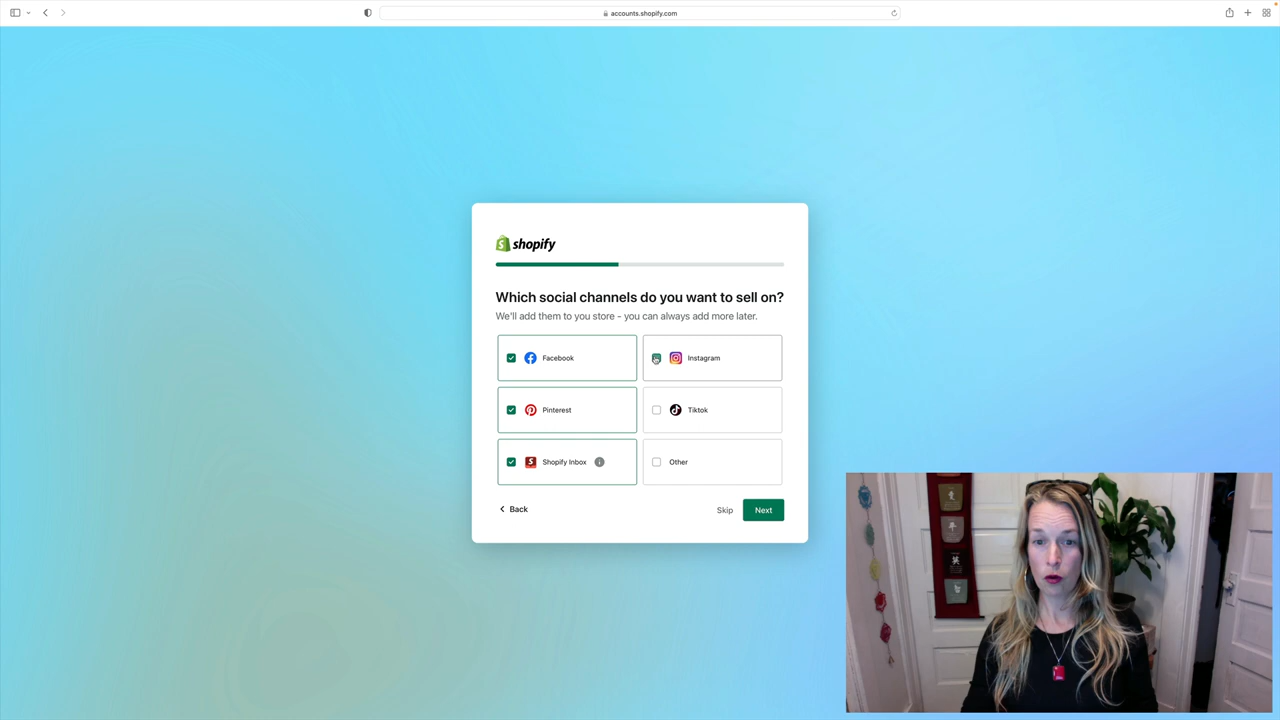 accounts.shopify.com
shopify
Which social channels do you want to sell on?
We'll add them to you store - you can always add more later.
Facebook
Instagram
Pinterest
Tiktok
Shopify Inbox
Other
Back
Skip
Next